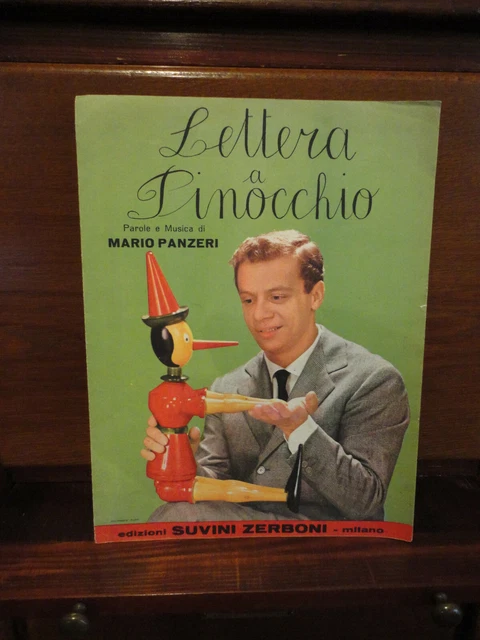 Lettera
a
Pinocchio
Parole e Musica di
MARIO PANZERI
edizioni SUVINI ZERBONI - milano